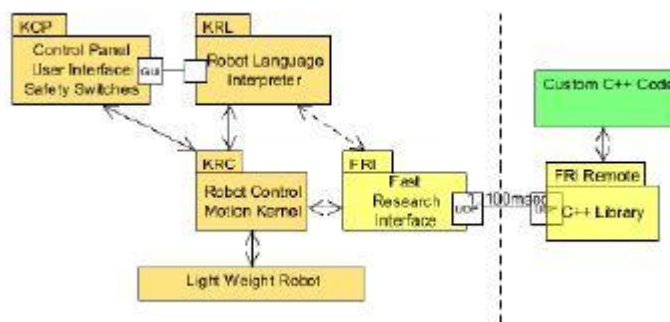 KCP
Control Panel
User Interface
Safety Switches
GUI
KRL
Robot Language
Interpreter
Custom C++ Code
KRC
Robot Control
Motion Kernel
FRI
Fast
Research
Interface
UDP
1..100msec
UDP
FRI Remote
C++ Library
Light Weight Robot